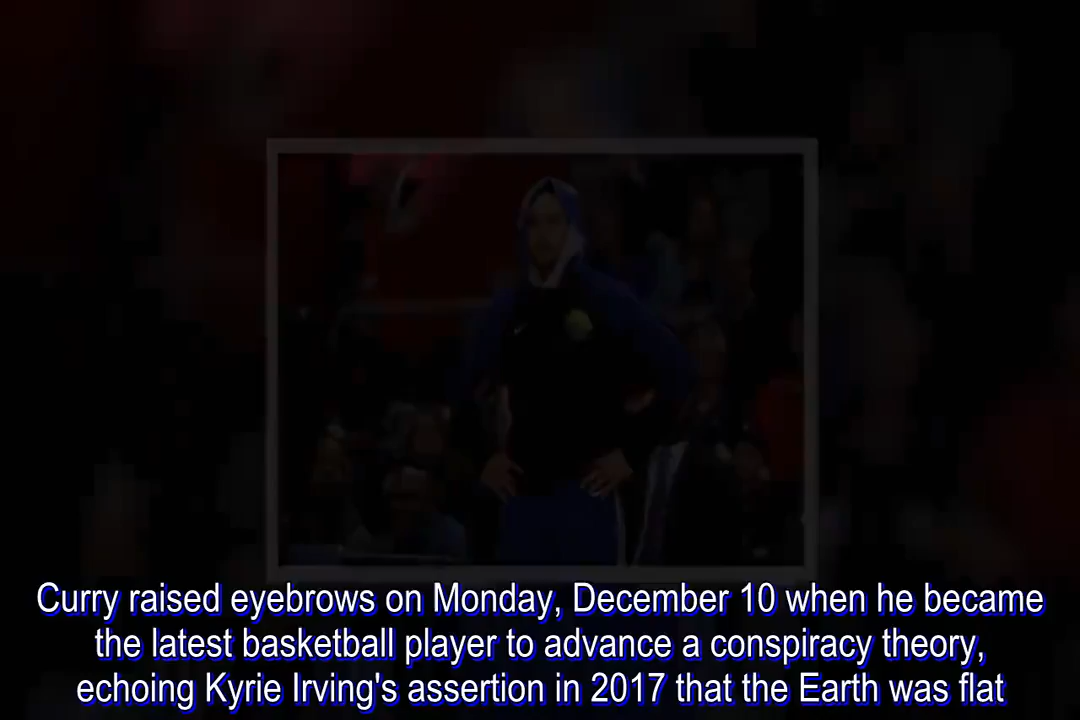 Curry raised eyebrows on Monday, December 10 when he became
the latest basketball player to advance a conspiracy theory,
echoing Kyrie Irving's assertion in 2017 that the Earth was flat